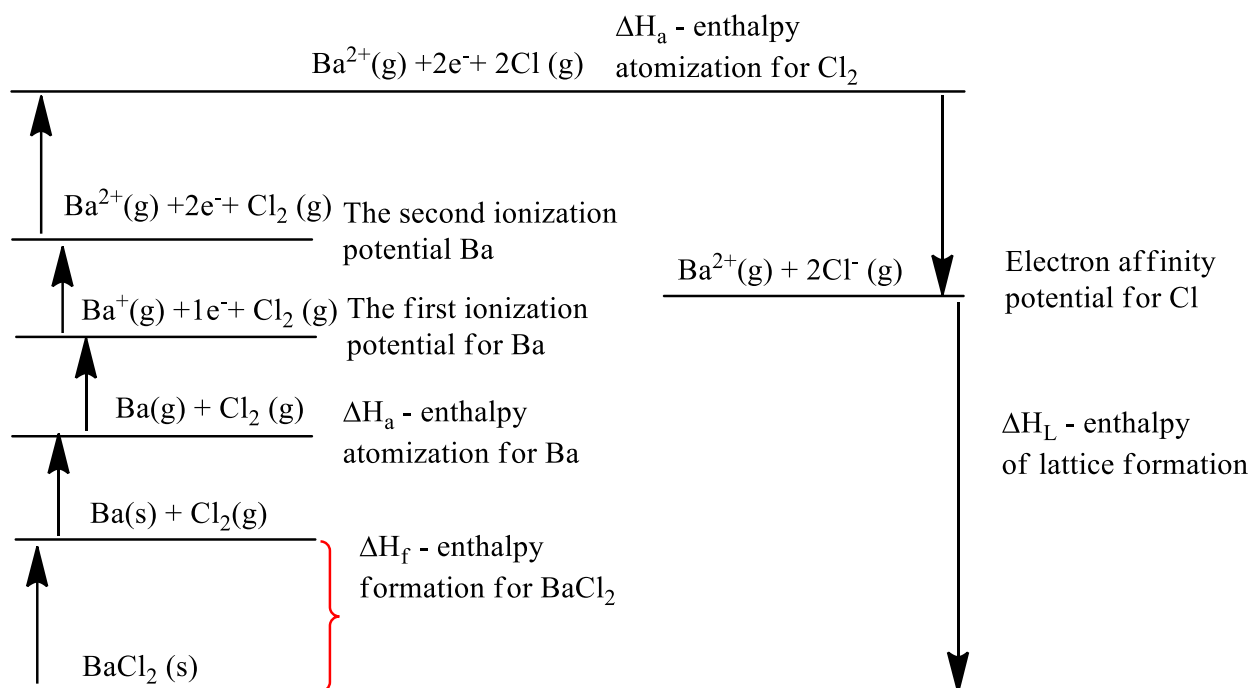 ΔHₐ - enthalpy
Ba²⁺(g) +2e⁻+ 2Cl (g)
atomization for Cl₂
Ba²⁺(g) +2e⁻+ Cl₂ (g)
The second ionization
potential Ba
Ba²⁺(g) + 2Cl⁻ (g)
Electron affinity
potential for Cl
Ba⁺(g) +1e⁻+ Cl₂ (g)
The first ionization
potential for Ba
Ba(g) + Cl₂ (g)
ΔHₐ - enthalpy
atomization for Ba
ΔH_L - enthalpy
of lattice formation
Ba(s) + Cl₂(g)
ΔH_f - enthalpy
formation for BaCl₂
BaCl₂ (s)